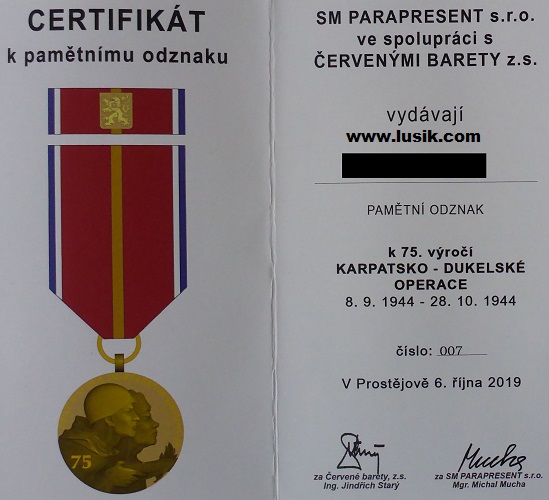 CERTIFIKÁT
k pamětnímu odznaku
75
SM PARAPRESENT s.r.o.
ve spolupráci s
ČERVENÝMI BARETY z.s.
vydávají
www.lusik.com
PAMĚTNÍ ODZNAK
k 75. výročí
KARPATSKO - DUKELSKÉ
OPERACE
8. 9. 1944 - 28. 10. 1944
číslo: 007
V Prostějově 6. října 2019
Mucha
za Červené barety, z.s.
Ing. Jindřich Starý
za SM PARAPRESENT s.r.o.
Mgr. Michal Mucha